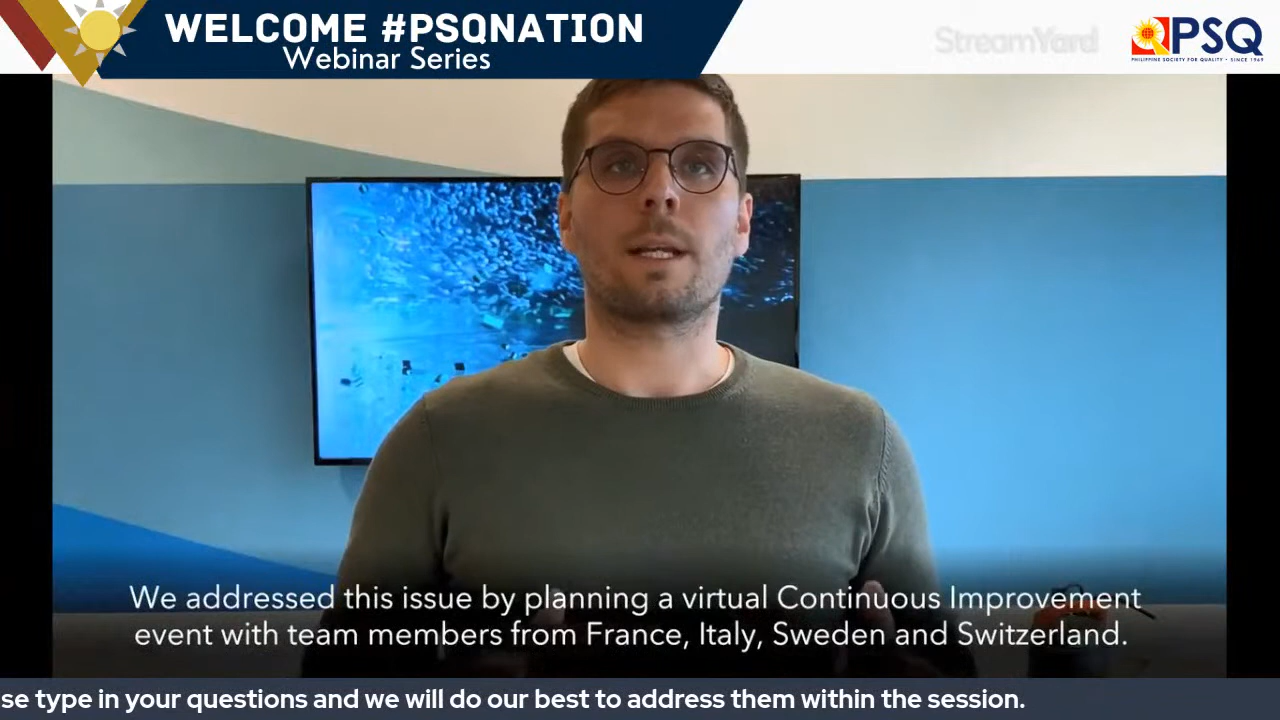 WELCOME #PSQNATION
Webinar Series
StreamYard
PSQ
PHILIPPINE SOCIETY FOR QUALITY • SINCE 1969
We addressed this issue by planning a virtual Continuous Improvement
event with team members from France, Italy, Sweden and Switzerland.
se type in your questions and we will do our best to address them within the session.